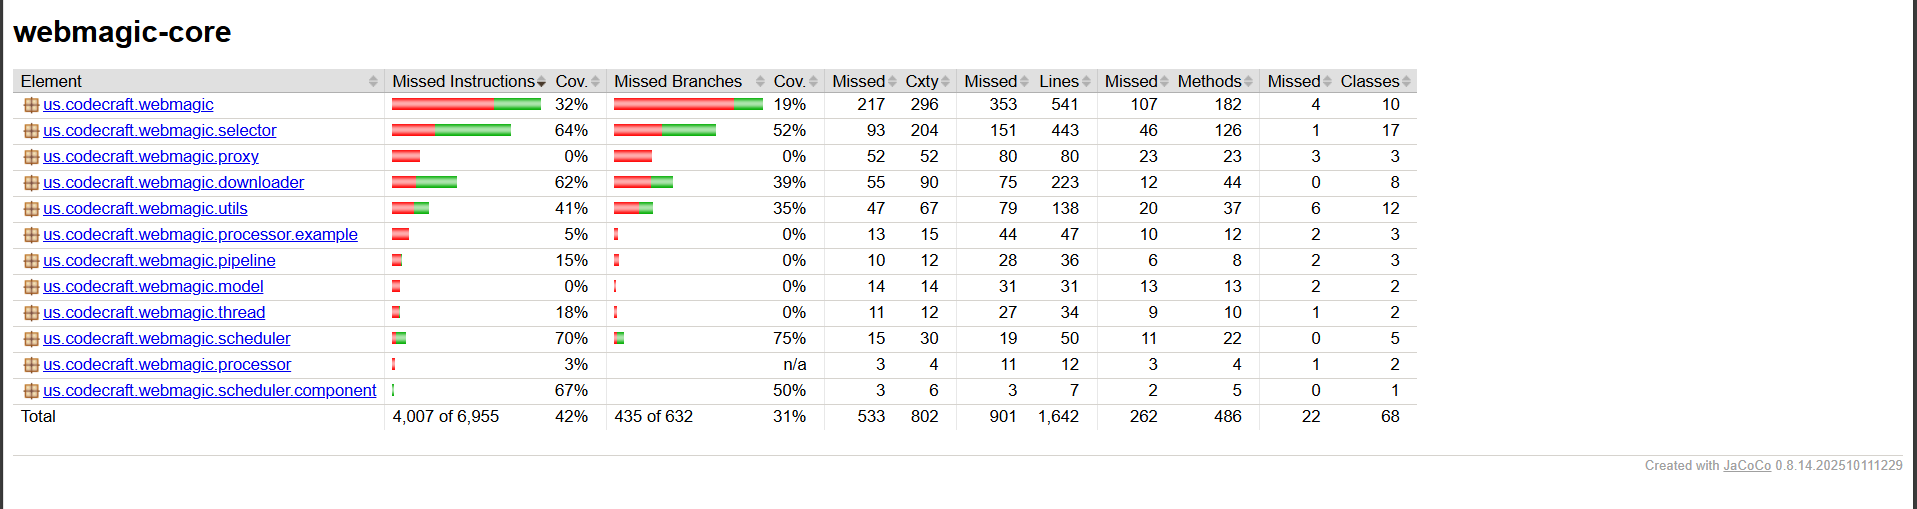 webmagic-core
Element Missed Instructions Cov. Missed Branches Cov. Missed Cxty Missed Lines Missed Methods Missed Classes
us.codecraft.webmagic 32% 19% 217 296 353 541 107 182 4 10
us.codecraft.webmagic.selector 64% 52% 93 204 151 443 46 126 1 17
us.codecraft.webmagic.proxy 0% 0% 52 52 80 80 23 23 3 3
us.codecraft.webmagic.downloader 62% 39% 55 90 75 223 12 44 0 8
us.codecraft.webmagic.utils 41% 35% 47 67 79 138 20 37 6 12
us.codecraft.webmagic.processor.example 5% 0% 13 15 44 47 10 12 2 3
us.codecraft.webmagic.pipeline 15% 0% 10 12 28 36 6 8 2 3
us.codecraft.webmagic.model 0% 0% 14 14 31 31 13 13 2 2
us.codecraft.webmagic.thread 18% 0% 11 12 27 34 9 10 1 2
us.codecraft.webmagic.scheduler 70% 75% 15 30 19 50 11 22 0 5
us.codecraft.webmagic.processor 3% n/a 3 4 11 12 3 4 1 2
us.codecraft.webmagic.scheduler.component 67% 50% 3 6 3 7 2 5 0 1
Total 4,007 of 6,955 42% 435 of 632 31% 533 802 901 1,642 262 486 22 68
Created with JaCoCo 0.8.14.202510111229